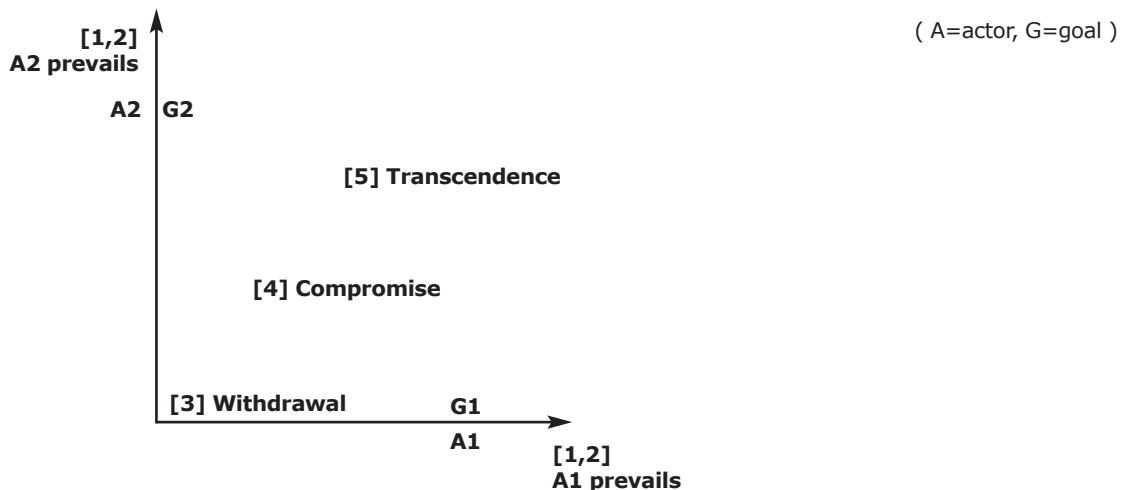 [1,2]
A2 prevails
( A=actor, G=goal )
A2 G2
[5] Transcendence
[4] Compromise
[3] Withdrawal
G1
A1
[1,2]
A1 prevails